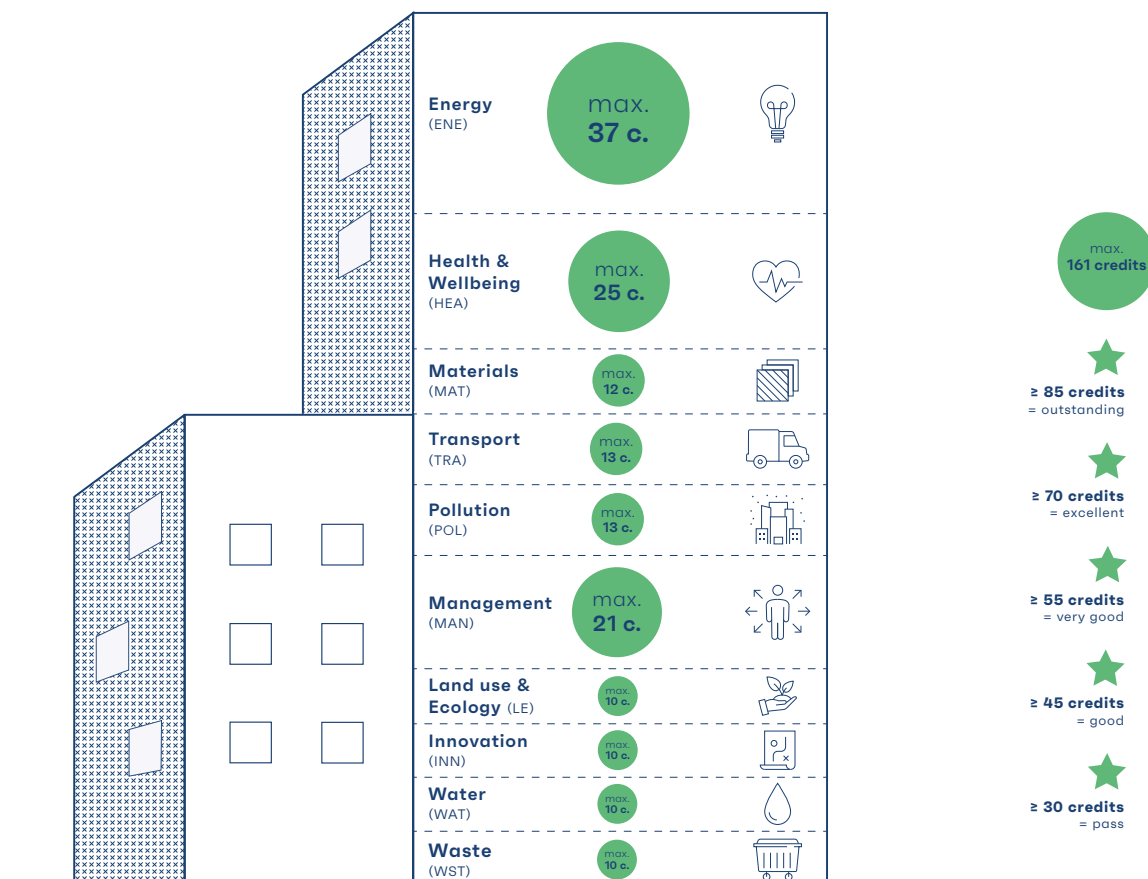 Energy
(ENE)
max.
37 c.
Health &
Wellbeing
(HEA)
max.
25 c.
Materials
(MAT)
max.
12 c.
Transport
(TRA)
max.
13 c.
Pollution
(POL)
max.
13 c.
Management
(MAN)
max.
21 c.
Land use &
Ecology (LE)
max.
10 c.
Innovation
(INN)
max.
10 c.
Water
(WAT)
max.
10 c.
Waste
(WST)
max.
10 c.
max.
161 credits
≥ 85 credits
= outstanding
≥ 70 credits
= excellent
≥ 55 credits
= very good
≥ 45 credits
= good
≥ 30 credits
= pass